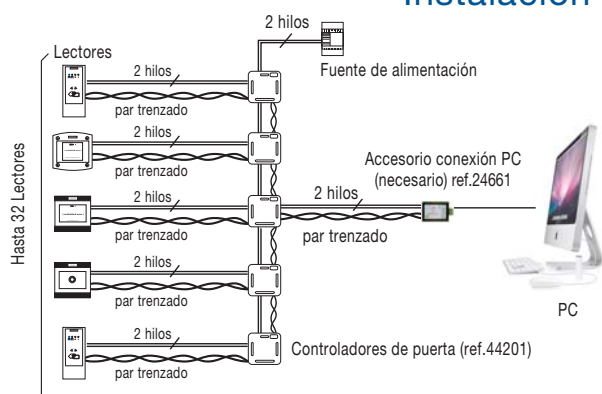 Instalación
2 hilos
Lectores
Fuente de alimentación
2 hilos
par trenzado
2 hilos
par trenzado
Accesorio conexión PC
(necesario) ref.24661
2 hilos
par trenzado
2 hilos
par trenzado
Hasta 32 Lectores
2 hilos
par trenzado
PC
2 hilos
Controladores de puerta (ref.44201)
par trenzado